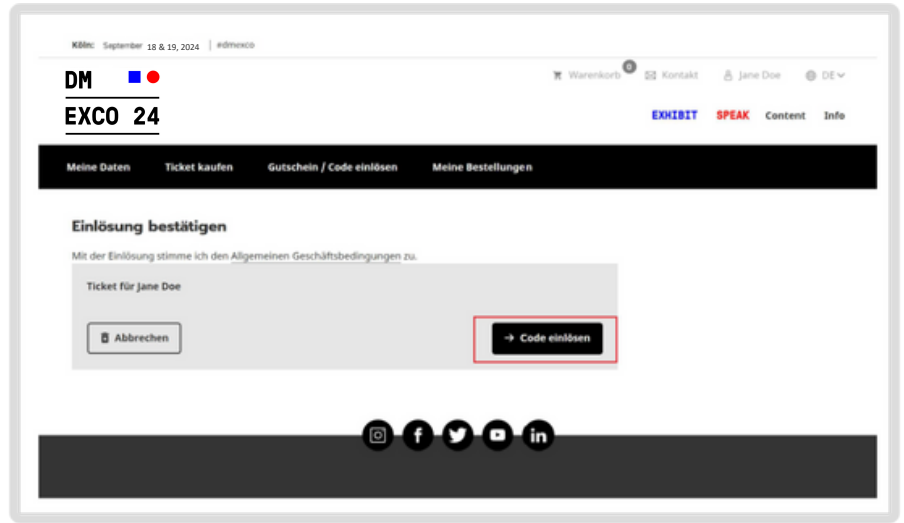 Köln: September 18 & 19, 2024 | #dmexco
DM
EXCO 24
Warenkorb 0 Kontakt Jane Doe DE
EXHIBIT SPEAK Content Info
Meine Daten Ticket kaufen Gutschein / Code einlösen Meine Bestellungen
Einlösung bestätigen
Mit der Einlösung stimme ich den Allgemeinen Geschäftsbedingungen zu.
Ticket für Jane Doe
Abbrechen → Code einlösen